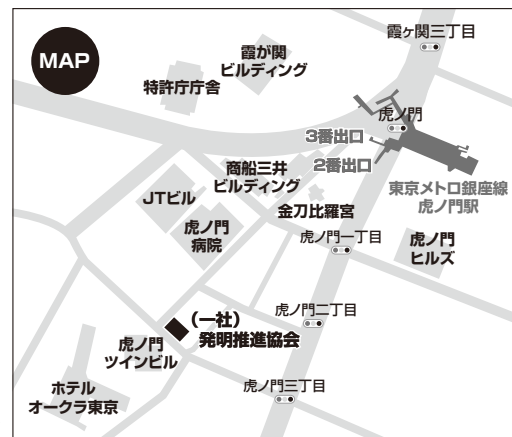 MAP
霞ヶ関三丁目
霞が関
ビルディング
特許庁庁舎
虎ノ門
3番出口
2番出口
商船三井
ビルディング
東京メトロ銀座線
虎ノ門駅
JTビル
金刀比羅宮
虎ノ門
病院
虎ノ門一丁目
虎ノ門
ヒルズ
(一社)
発明推進協会
虎ノ門二丁目
虎ノ門
ツインビル
虎ノ門三丁目
ホテル
オークラ東京